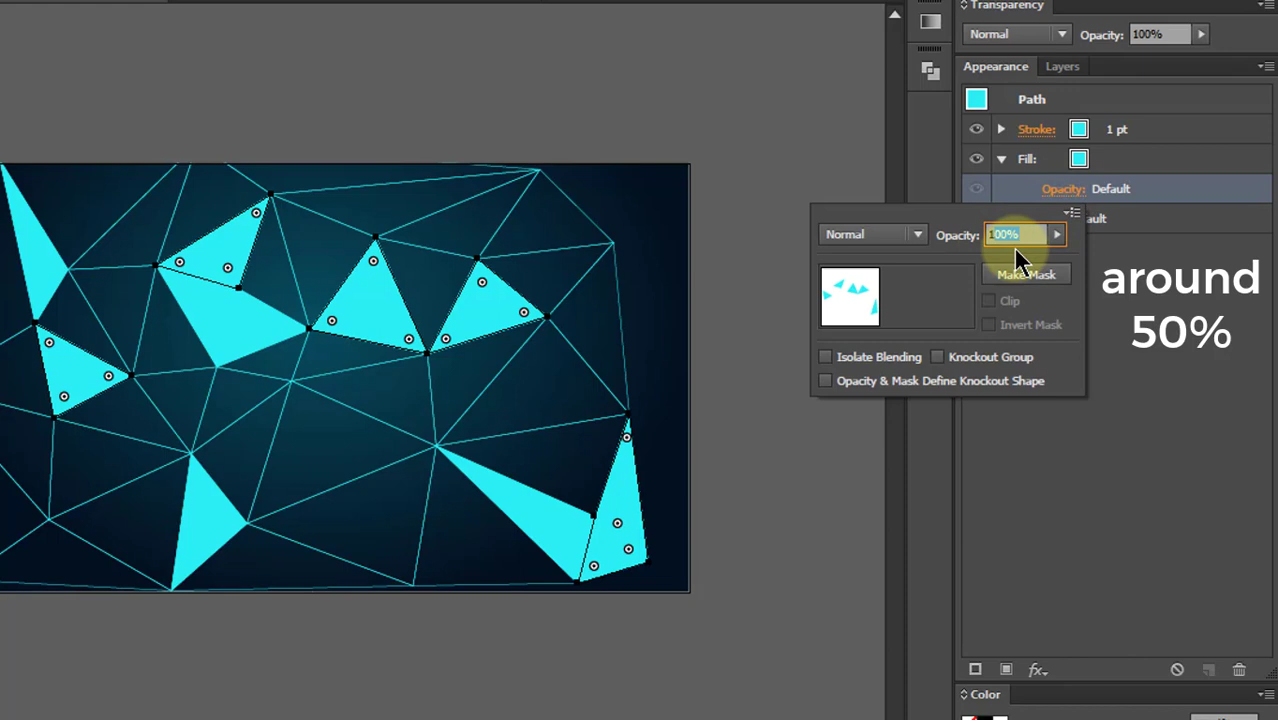 Transparency
Normal Opacity: 100%
Appearance Layers
Path
Stroke: 1 pt
Fill:
Opacity: Default
Normal Opacity: 100%
Make Mask
Clip
Invert Mask
Isolate Blending Knockout Group
Opacity & Mask Define Knockout Shape
around
50%
fx
Color